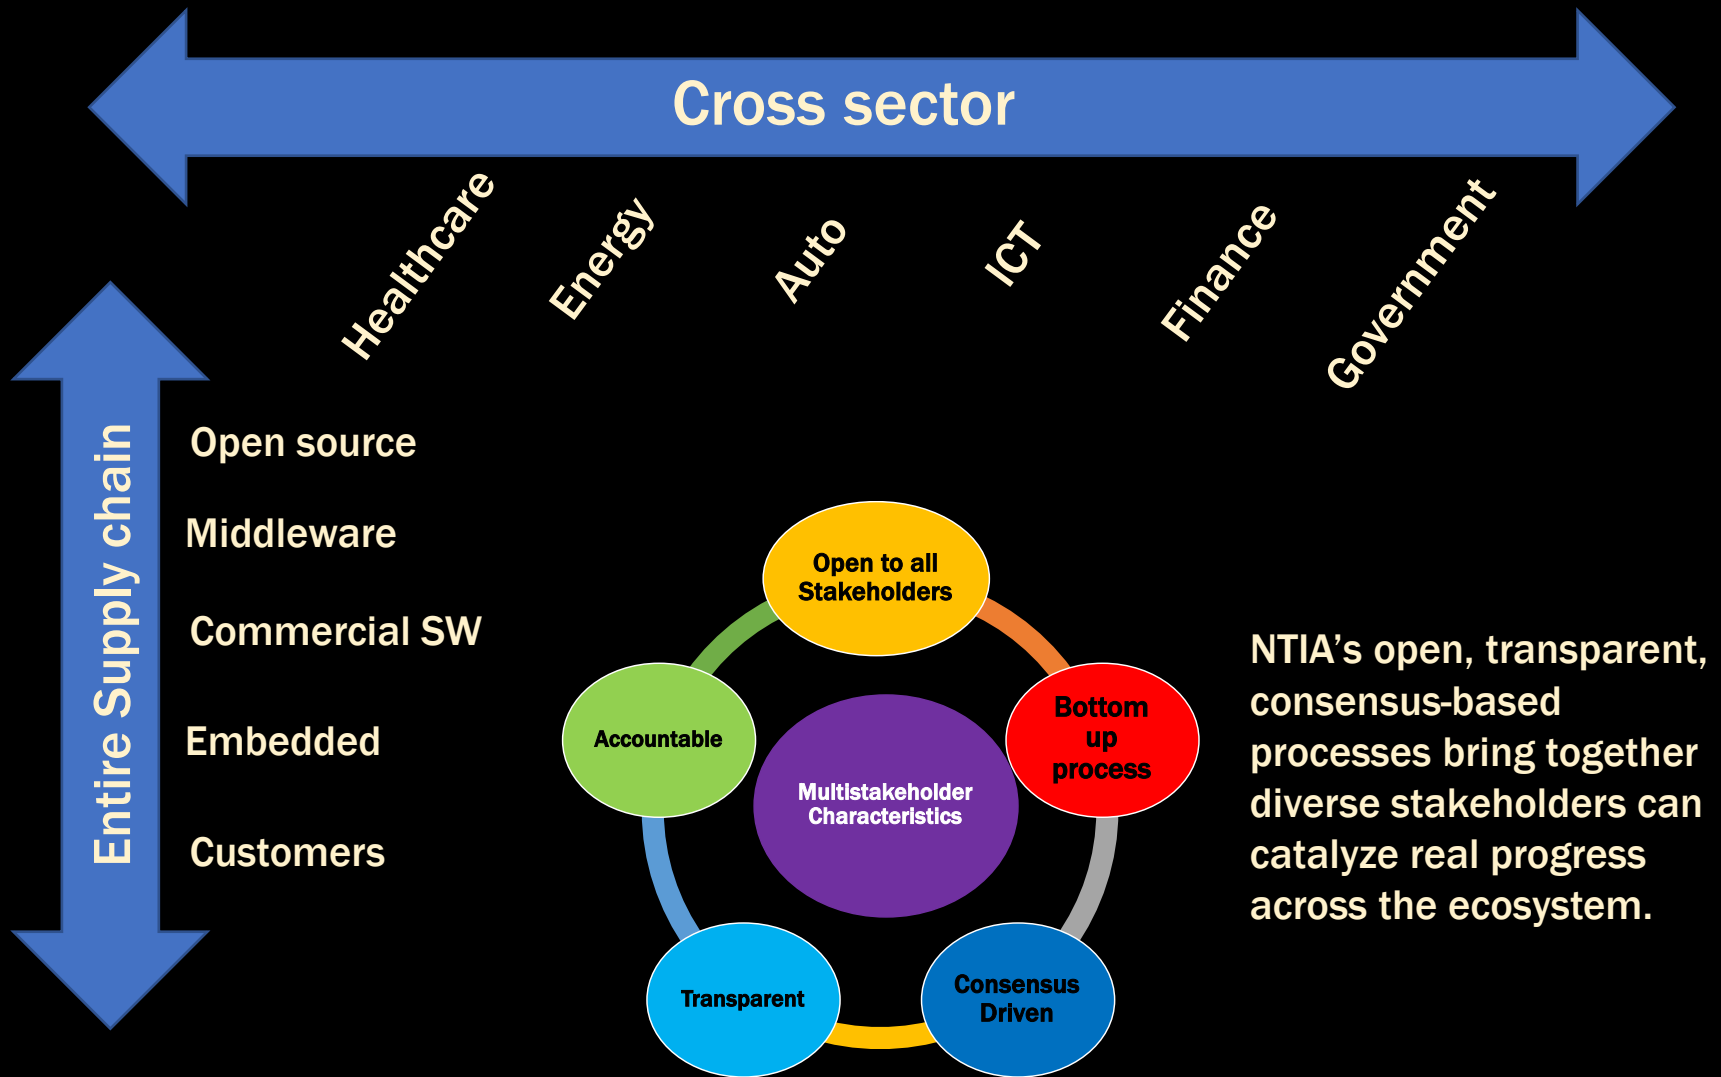 Cross sector
Healthcare
Energy
Auto
ICT
Finance
Government
Entire Supply chain
Open source
Middleware
Commercial SW
Embedded
Customers
Open to all
Stakeholders
Bottom
up
process
Consensus
Driven
Transparent
Accountable
Multistakeholder
Characteristics
NTIA’s open, transparent,
consensus-based
processes bring together
diverse stakeholders can
catalyze real progress
across the ecosystem.